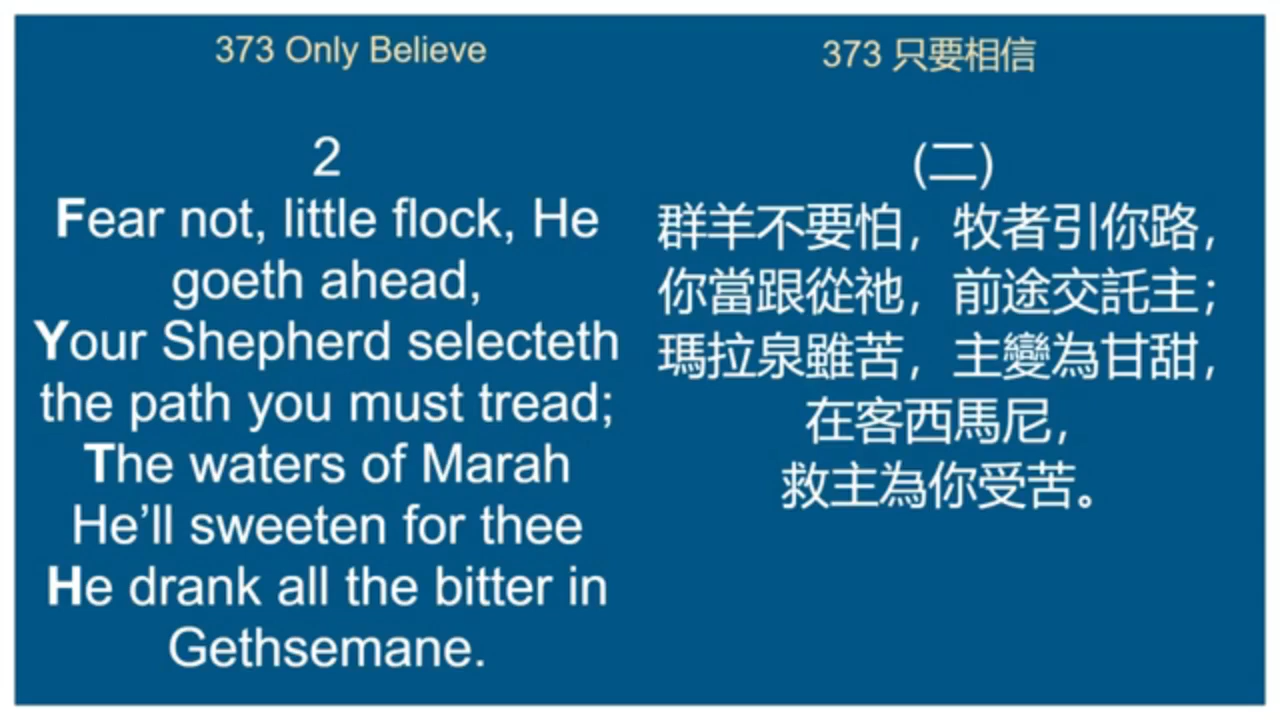 373 Only Believe
2
Fear not, little flock, He
goeth ahead,
Your Shepherd selecteth
the path you must tread;
The waters of Marah
He’ll sweeten for thee
He drank all the bitter in
Gethsemane.
373 只要相信
(二)
群羊不要怕，牧者引你路，
你當跟從祂，前途交託主；
瑪拉泉雖苦，主變為甘甜，
在客西馬尼，
救主為你受苦。